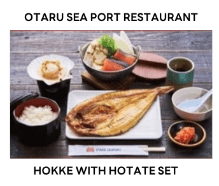 OTARU SEA PORT RESTAURANT
HOKKE WITH HOTATE SET